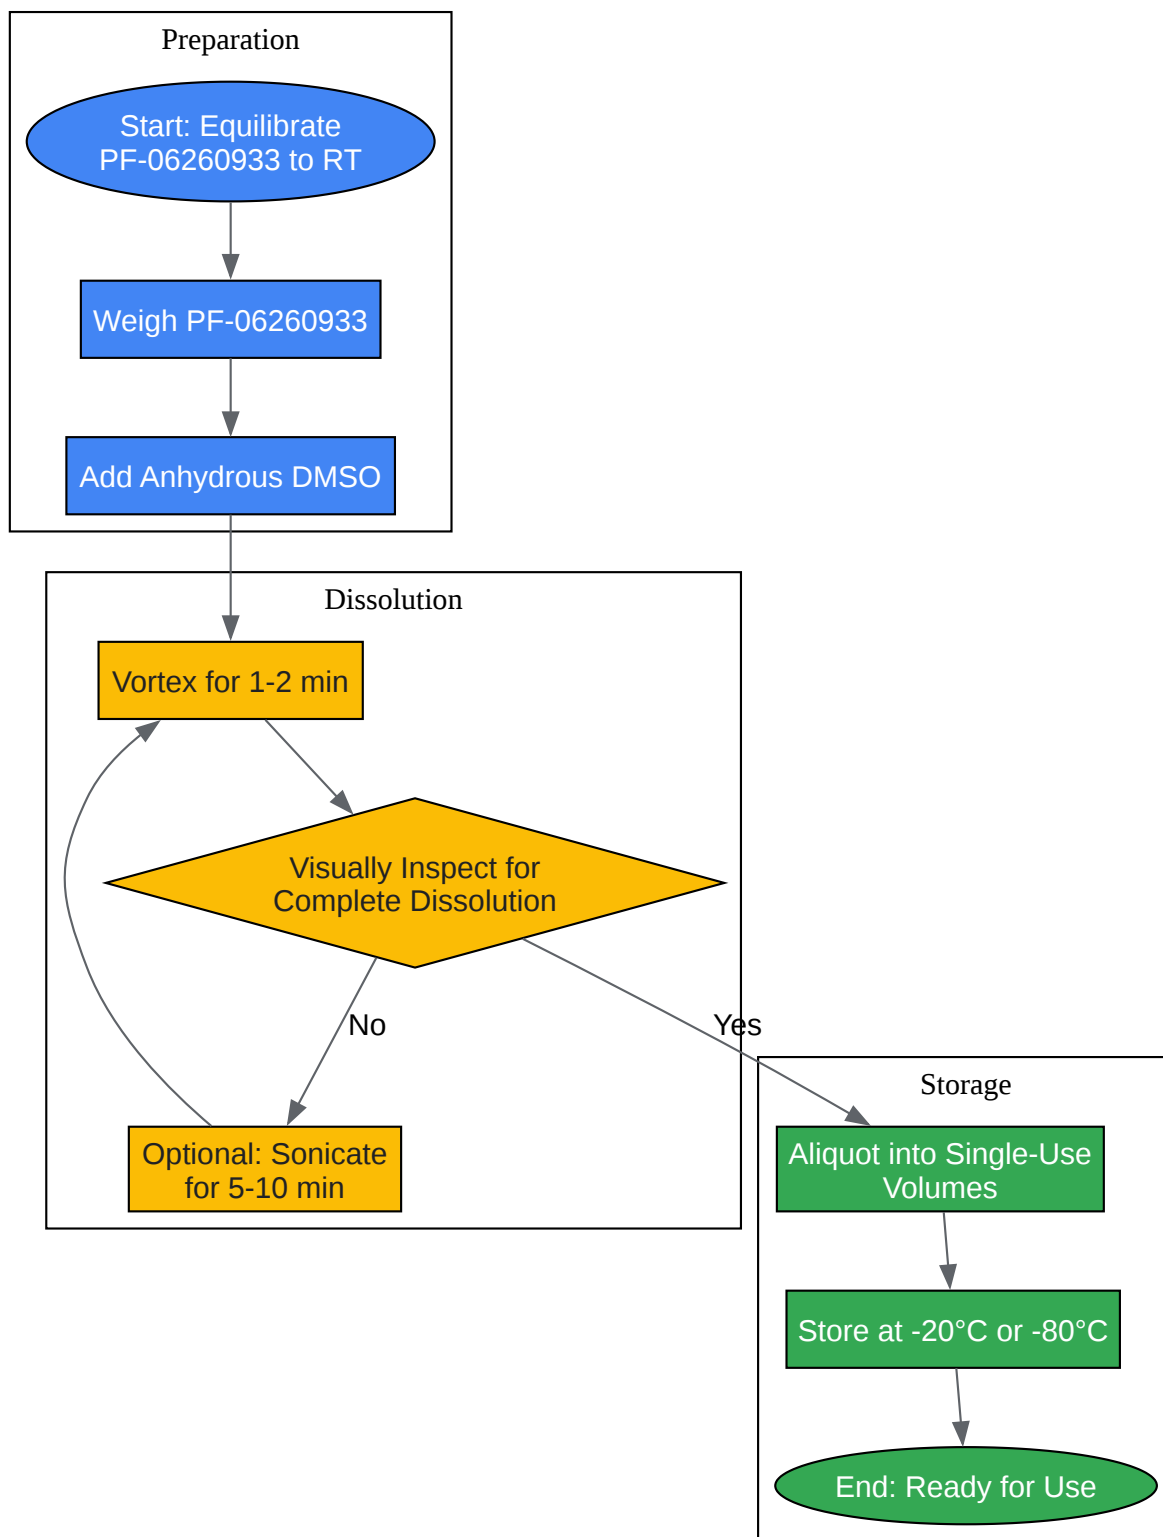 Preparation
Start: Equilibrate
PF-06260933 to RT
Weigh PF-06260933
Add Anhydrous DMSO
Dissolution
Vortex for 1-2 min
Visually Inspect for
Complete Dissolution
No
Yes
Optional: Sonicate
for 5-10 min
Storage
Aliquot into Single-Use
Volumes
Store at -20°C or -80°C
End: Ready for Use